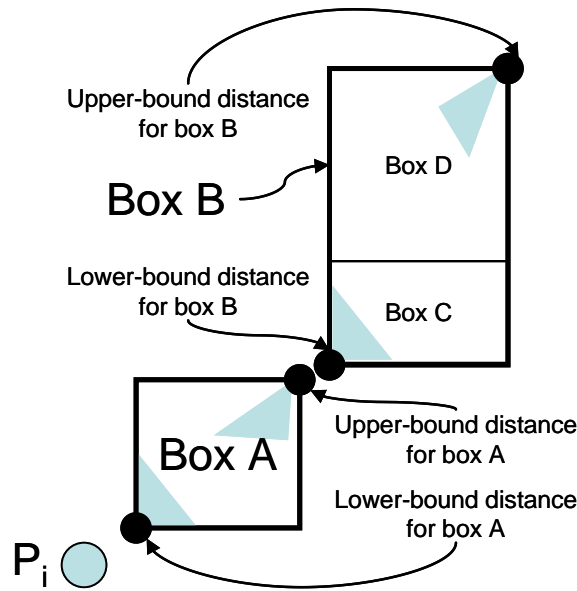 Upper-bound distance
for box B
Box D
Box B
Lower-bound distance
for box B
Box C
Upper-bound distance
for box A
Box A
Lower-bound distance
for box A
Pi